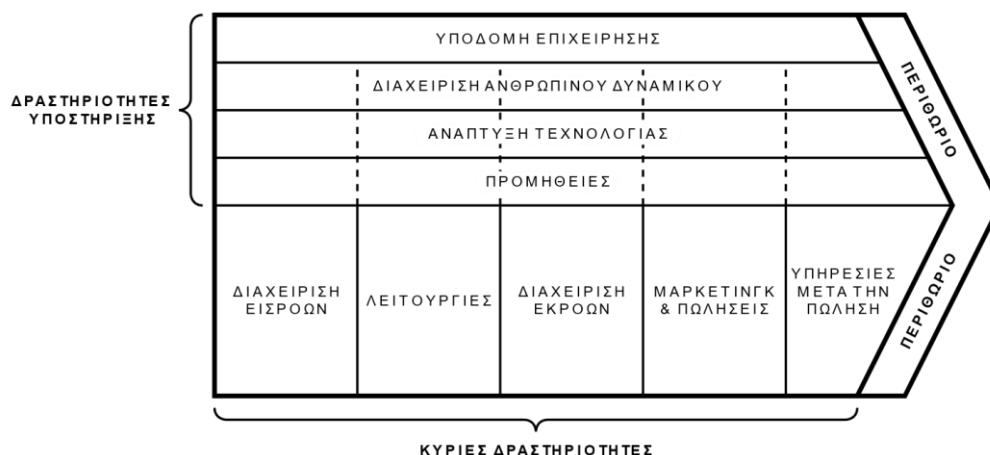 ΥΠΟΔΟΜΗ ΕΠΙΧΕΙΡΗΣΗΣ
ΔΙΑΧΕΙΡΙΣΗ ΑΝΘΡΩΠΙΝΟΥ ΔΥΝΑΜΙΚΟΥ
ΑΝΑΠΤΥΞΗ ΤΕΧΝΟΛΟΓΙΑΣ
ΠΡΟΜΗΘΕΙΕΣ
ΔΡΑΣΤΗΡΙΟΤΗΤΕΣ
ΥΠΟΣΤΗΡΙΞΗΣ
ΠΕΡΙΘΩΡΙΟ
ΔΙΑΧΕΙΡΙΣΗ
ΕΙΣΡΟΩΝ
ΛΕΙΤΟΥΡΓΙΕΣ
ΔΙΑΧΕΙΡΙΣΗ
ΕΚΡΟΩΝ
ΜΑΡΚΕΤΙΝΓΚ
& ΠΩΛΗΣΕΙΣ
ΥΠΗΡΕΣΙΕΣ
ΜΕΤΑ ΤΗΝ
ΠΩΛΗΣΗ
ΠΕΡΙΘΩΡΙΟ
ΚΥΡΙΕΣ ΔΡΑΣΤΗΡΙΟΤΗΤΕΣ